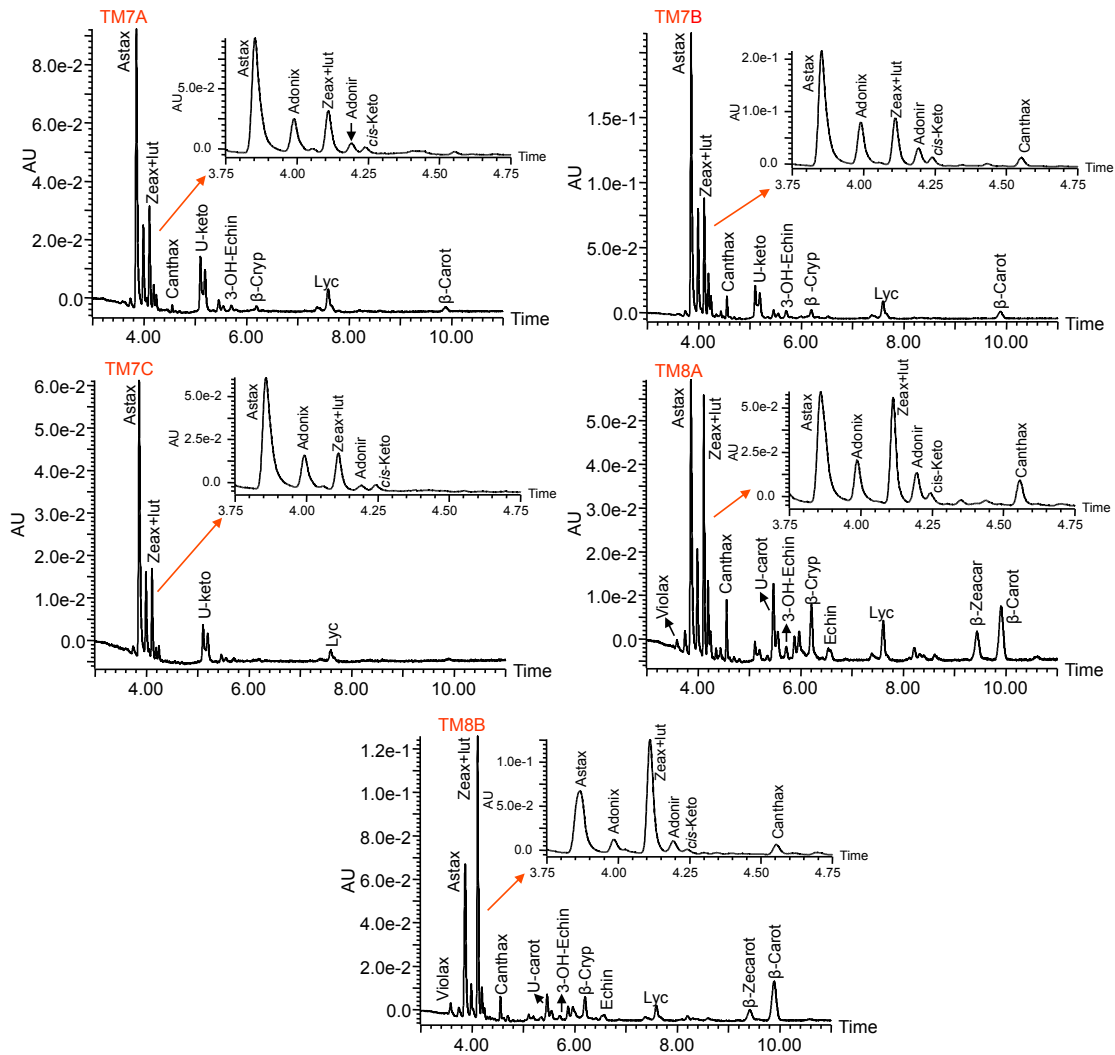 TM7A
Astax
Zeax+lut
Canthax
U-keto
3-OH-Echin
β-Cryp
Lyc
β-Carot
8.0e-2
6.0e-2
4.0e-2
2.0e-2
0.0
AU
4.00 6.00 8.00 10.00 Time
Astax
Adonix
Zeax+lut
Adonir
cis-Keto
5.0e-2
0.0
AU
Time
3.75 4.00 4.25 4.50 4.75
TM7B
Astax
Zeax+lut
Canthax
U-keto
3-OH-Echin
β-Cryp
Lyc
β-Carot
1.5e-1
1.0e-1
5.0e-2
0.0
AU
4.00 6.00 8.00 10.00 Time
Astax
Adonix
Zeax+lut
Adonir
cis-Keto
Canthax
2.0e-1
1.0e-1
0.0
AU
Time
3.75 4.00 4.25 4.50 4.75
TM7C
Astax
Zeax+lut
U-keto
Lyc
6.0e-2
5.0e-2
4.0e-2
3.0e-2
2.0e-2
1.0e-2
0.0
AU
4.00 6.00 8.00 10.00 Time
Astax
Adonix
Zeax+lut
Adonir
cis-Keto
5.0e-2
2.5e-2
0.0
AU
Time
3.75 4.00 4.25 4.50 4.75
TM8A
Violax
Astax
Zeax+lut
Canthax
U-carot
3-OH-Echin
β-Cryp
Echin
Lyc
β-Zeacar
β-Carot
5.0e-2
4.0e-2
3.0e-2
2.0e-2
1.0e-2
0.0
AU
4.00 6.00 8.00 10.00 Time
Astax
Adonix
Zeax+lut
Adonir
cis-Keto
Canthax
5.0e-2
2.5e-2
0.0
AU
Time
3.75 4.00 4.25 4.50 4.75
TM8B
Violax
Astax
Zeax+lut
Canthax
U-carot
3-OH-Echin
β-Cryp
Echin
Lyc
β-Zecarot
β-Carot
1.2e-1
1.0e-1
8.0e-2
6.0e-2
4.0e-2
2.0e-2
0.0
AU
4.00 6.00 8.00 10.00 Time
Astax
Adonix
Zeax+lut
Adonir
cis-Keto
Canthax
1.0e-1
5.0e-2
0.0
AU
Time
3.75 4.00 4.25 4.50 4.75